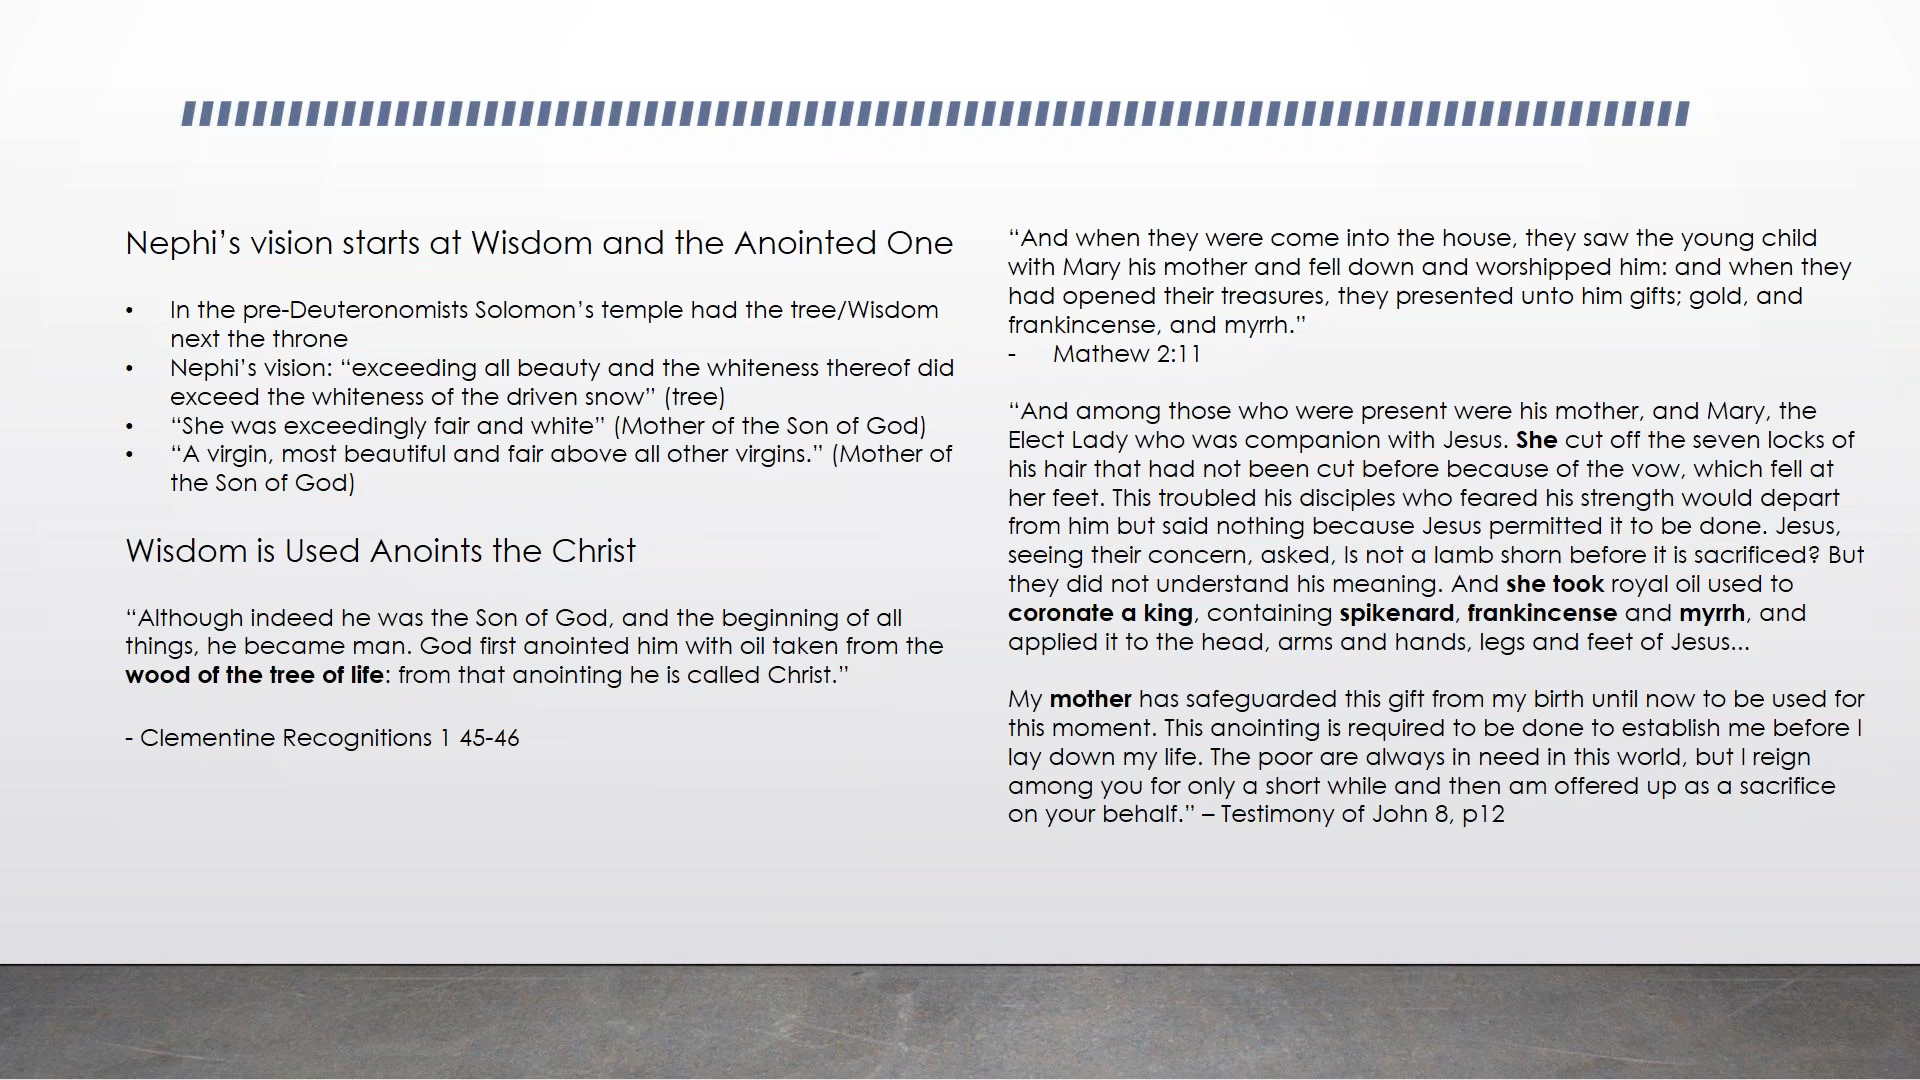 Nephi’s vision starts at Wisdom and the Anointed One
• In the pre-Deuteronomists Solomon’s temple had the tree/Wisdom
next the throne
• Nephi’s vision: “exceeding all beauty and the whiteness thereof did
exceed the whiteness of the driven snow” (tree)
• “She was exceedingly fair and white” (Mother of the Son of God)
• “A virgin, most beautiful and fair above all other virgins.” (Mother of
the Son of God)
Wisdom is Used Anoints the Christ
“Although indeed he was the Son of God, and the beginning of all
things, he became man. God first anointed him with oil taken from the
wood of the tree of life: from that anointing he is called Christ.”
- Clementine Recognitions 1 45-46
“And when they were come into the house, they saw the young child
with Mary his mother and fell down and worshipped him: and when they
had opened their treasures, they presented unto him gifts; gold, and
frankincense, and myrrh.”
- Mathew 2:11
“And among those who were present were his mother, and Mary, the
Elect Lady who was companion with Jesus. She cut off the seven locks of
his hair that had not been cut before because of the vow, which fell at
her feet. This troubled his disciples who feared his strength would depart
from him but said nothing because Jesus permitted it to be done. Jesus,
seeing their concern, asked, Is not a lamb shorn before it is sacrificed? But
they did not understand his meaning. And she took royal oil used to
coronate a king, containing spikenard, frankincense and myrrh, and
applied it to the head, arms and hands, legs and feet of Jesus...
My mother has safeguarded this gift from my birth until now to be used for
this moment. This anointing is required to be done to establish me before I
lay down my life. The poor are always in need in this world, but I reign
among you for only a short while and then am offered up as a sacrifice
on your behalf.” – Testimony of John 8, p12